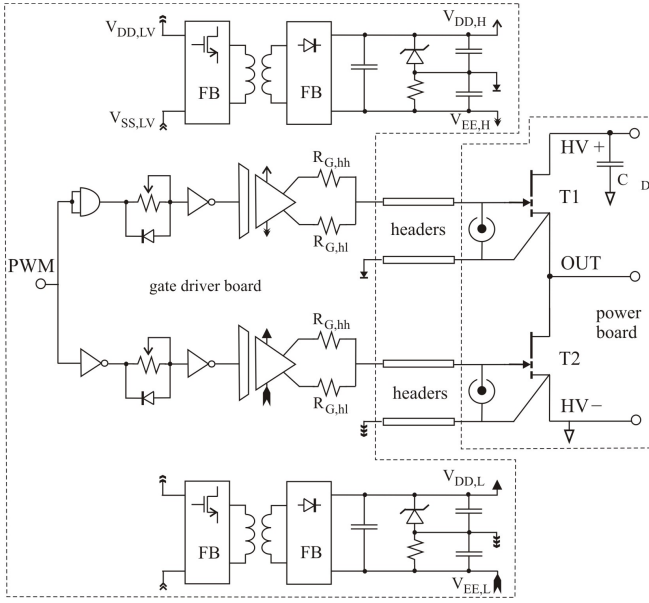 V_DD,LV
FB
FB
V_DD,H
V_SS,LV
V_EE,H
R_G,hh
HV +
C D
headers
T1
R_G,hl
PWM
gate driver board
OUT
power
board
R_G,hh
T2
headers
R_G,hl
HV −
V_DD,L
FB
FB
V_EE,L